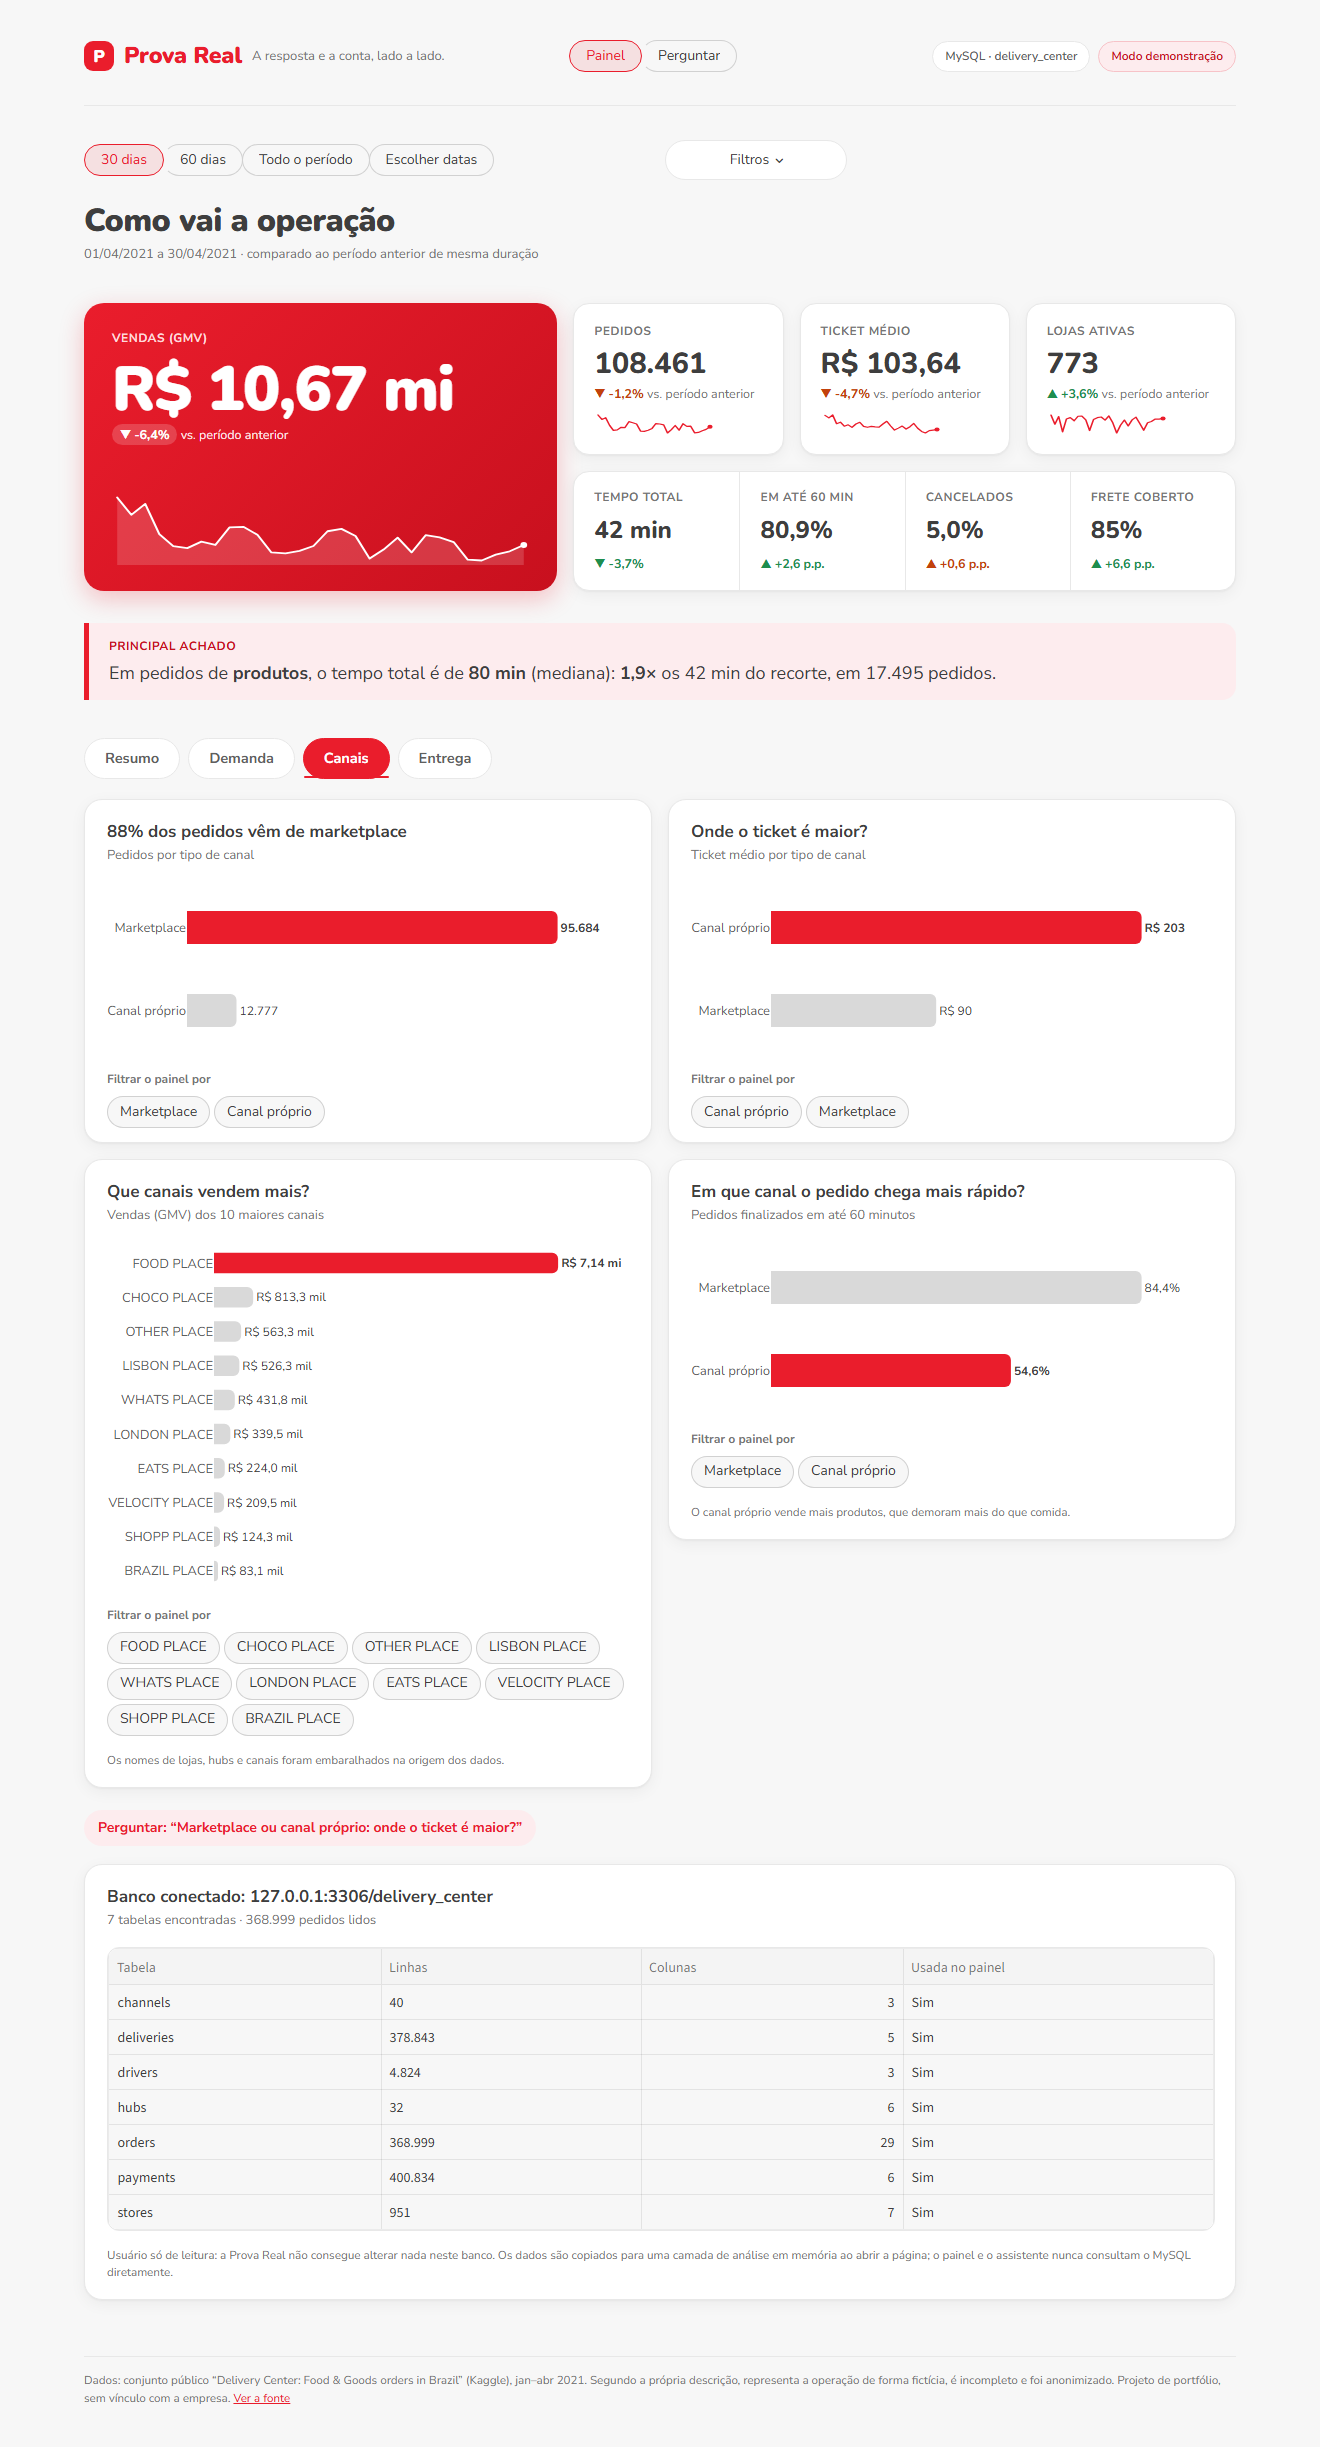 P Prova Real A resposta e a conta, lado a lado.
Painel Perguntar
MySQL · delivery_center Modo demonstração
30 dias 60 dias Todo o período Escolher datas
Filtros
Como vai a operação
01/04/2021 a 30/04/2021 · comparado ao período anterior de mesma duração
VENDAS (GMV)
R$ 10,67 mi
▼ -6,4% vs. período anterior
PEDIDOS
108.461
▼ -1,2% vs. período anterior
TICKET MÉDIO
R$ 103,64
▼ -4,7% vs. período anterior
LOJAS ATIVAS
773
▲ +3,6% vs. período anterior
TEMPO TOTAL
42 min
▼ -3,7%
EM ATÉ 60 MIN
80,9%
▲ +2,6 p.p.
CANCELADOS
5,0%
▲ +0,6 p.p.
FRETE COBERTO
85%
▲ +6,6 p.p.
PRINCIPAL ACHADO
Em pedidos de produtos, o tempo total é de 80 min (mediana): 1,9× os 42 min do recorte, em 17.495 pedidos.
Resumo Demanda Canais Entrega
88% dos pedidos vêm de marketplace
Pedidos por tipo de canal
Marketplace 95.684
Canal próprio 12.777
Filtrar o painel por
Marketplace Canal próprio
Onde o ticket é maior?
Ticket médio por tipo de canal
Canal próprio R$ 203
Marketplace R$ 90
Filtrar o painel por
Canal próprio Marketplace
Que canais vendem mais?
Vendas (GMV) dos 10 maiores canais
FOOD PLACE R$ 7,14 mi
CHOCO PLACE R$ 813,3 mil
OTHER PLACE R$ 563,3 mil
LISBON PLACE R$ 526,3 mil
WHATS PLACE R$ 431,8 mil
LONDON PLACE R$ 339,5 mil
EATS PLACE R$ 224,0 mil
VELOCITY PLACE R$ 209,5 mil
SHOPP PLACE R$ 124,3 mil
BRAZIL PLACE R$ 83,1 mil
Filtrar o painel por
FOOD PLACE CHOCO PLACE OTHER PLACE LISBON PLACE
WHATS PLACE LONDON PLACE EATS PLACE VELOCITY PLACE
SHOPP PLACE BRAZIL PLACE
Os nomes de lojas, hubs e canais foram embaralhados na origem dos dados.
Em que canal o pedido chega mais rápido?
Pedidos finalizados em até 60 minutos
Marketplace 84,4%
Canal próprio 54,6%
Filtrar o painel por
Marketplace Canal próprio
O canal próprio vende mais produtos, que demoram mais do que comida.
Perguntar: “Marketplace ou canal próprio: onde o ticket é maior?”
Banco conectado: 127.0.0.1:3306/delivery_center
7 tabelas encontradas · 368.999 pedidos lidos
Tabela Linhas Colunas Usada no painel
channels 40 3 Sim
deliveries 378.843 5 Sim
drivers 4.824 3 Sim
hubs 32 6 Sim
orders 368.999 29 Sim
payments 400.834 6 Sim
stores 951 7 Sim
Usuário só de leitura: a Prova Real não consegue alterar nada neste banco. Os dados são copiados para uma camada de análise em memória ao abrir a página; o painel e o assistente nunca consultam o MySQL
diretamente.
Dados: conjunto público “Delivery Center: Food & Goods orders in Brazil” (Kaggle), jan–abr 2021. Segundo a própria descrição, representa a operação de forma fictícia, é incompleto e foi anonimizado. Projeto de portfólio,
sem vínculo com a empresa. Ver a fonte